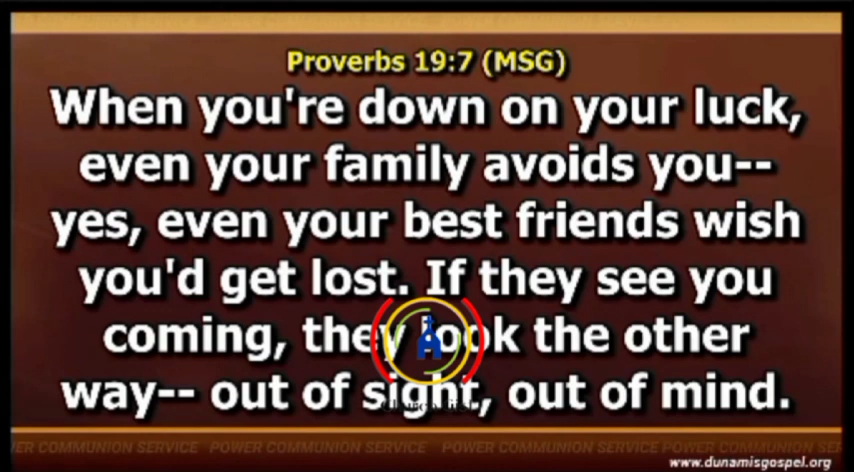 Proverbs 19:7 (MSG)
When you're down on your luck,
even your family avoids you--
yes, even your best friends wish
you'd get lost. If they see you
coming, they look the other
way-- out of sight, out of mind.
ER COMMUNION SERVICE POWER COMMUNION SERVICE POWER COMMUNION SERVICE POWER COMMUNION SER
www.dunamisgospel.org